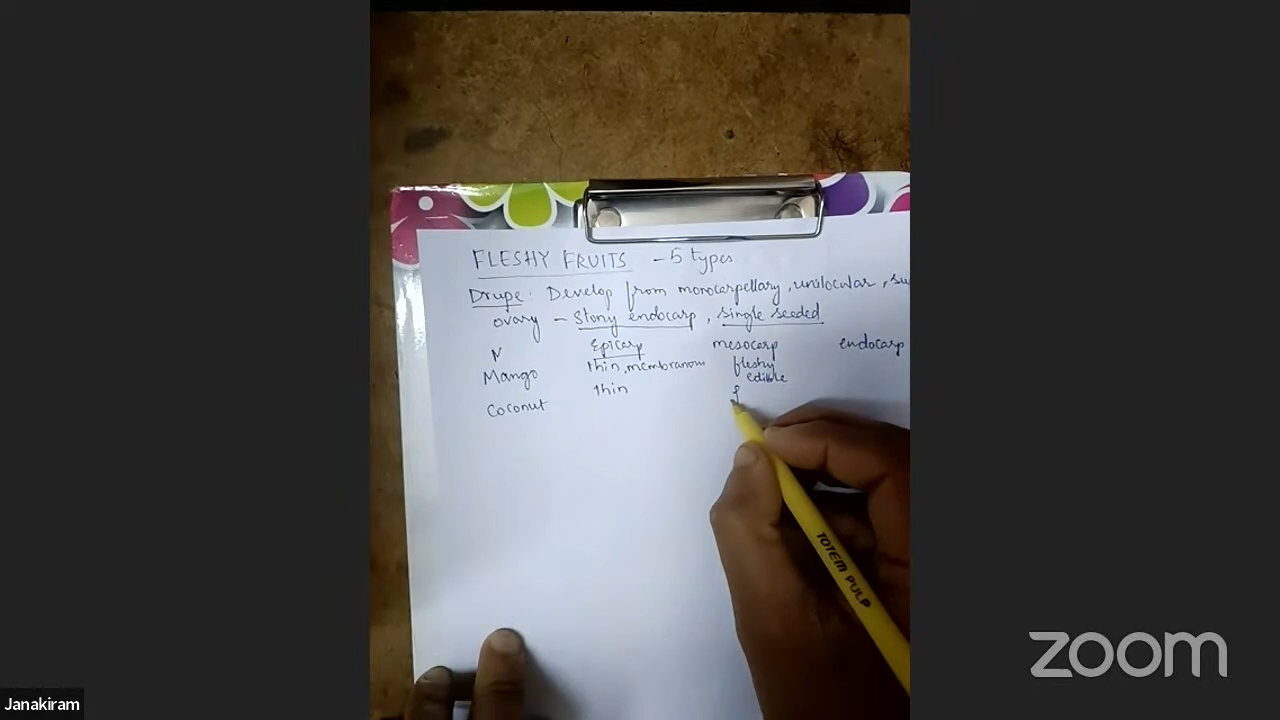 FLESHY FRUITS - 5 types
Drupe: Develop from monocarpellary, unilocular, su
ovary - Stony endocarp, single seeded
Epicarp mesocarp endocarp
N
Mango thin, membranous fleshy
edible
thin f
Coconut
TOTEM PULP
zoom
Janakiram